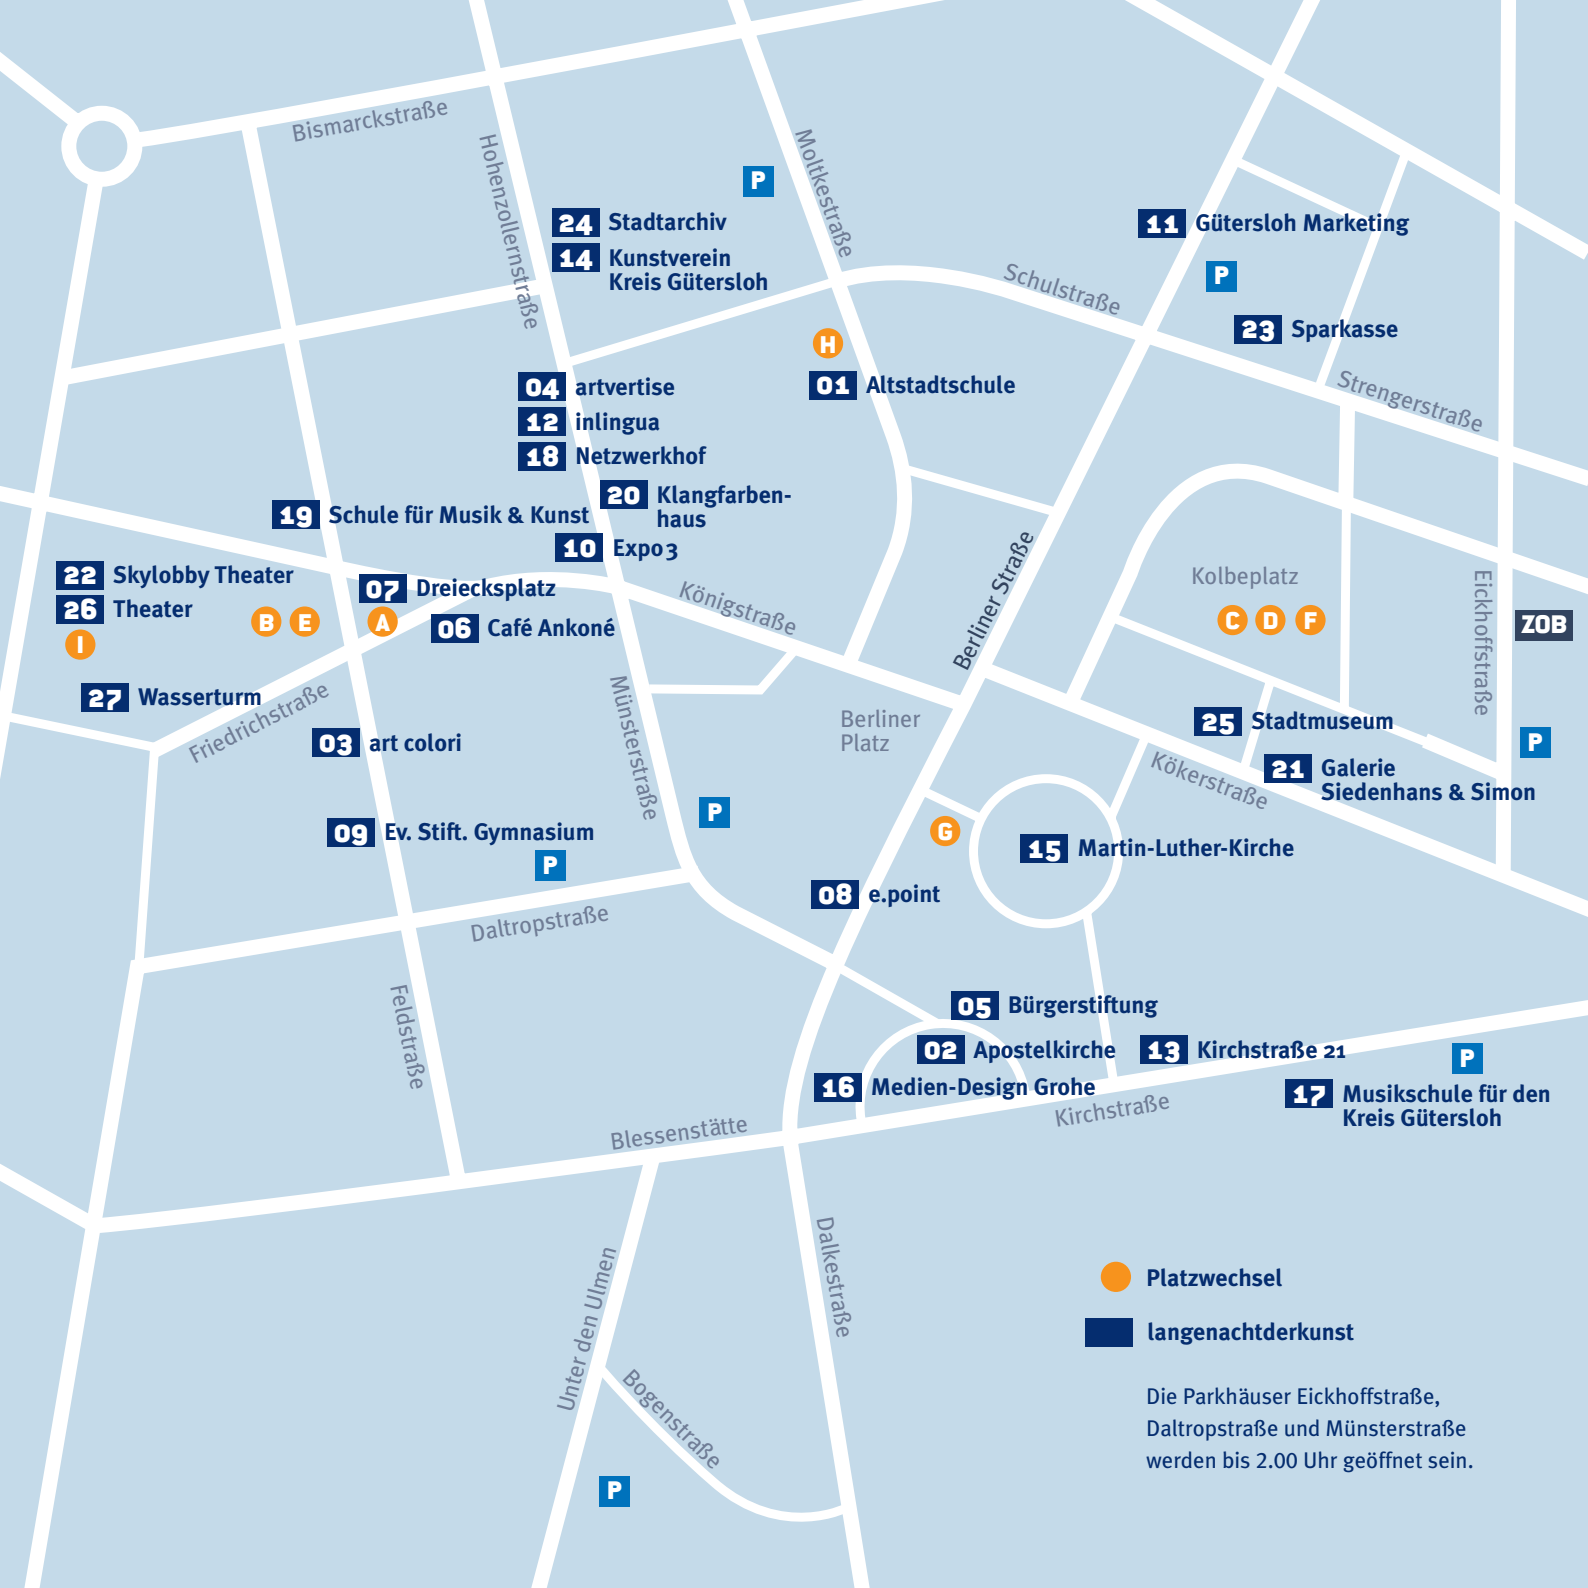 Bismarckstraße
Hohenzollernstraße
Moltkestraße
P
24 Stadtarchiv
14 Kunstverein
Kreis Gütersloh
11 Gütersloh Marketing
P
Schulstraße
23 Sparkasse
H
01 Altstadtschule
Strengerstraße
04 artvertise
12 inlingua
18 Netzwerkhof
20 Klangfarben-
haus
19 Schule für Musik & Kunst
10 Expo 3
22 Skylobby Theater
26 Theater
I
B E A
07 Dreiecksplatz
06 Café Ankoné
Königstraße
Berliner Straße
Kolbeplatz
C D F
Eickhoffstraße
ZOB
27 Wasserturm
Friedrichstraße
03 art colori
Münsterstraße
Berliner
Platz
25 Stadtmuseum
P
21 Galerie
Siedenhans & Simon
Kökerstraße
P
09 Ev. Stift. Gymnasium
P
G
15 Martin-Luther-Kirche
08 e.point
Daltropstraße
Feldstraße
05 Bürgerstiftung
02 Apostelkirche
13 Kirchstraße 21
P
16 Medien-Design Grohe
17 Musikschule für den
Kreis Gütersloh
Kirchstraße
Blessenstätte
Dalkestraße
Unter den Ulmen
Bogenstraße
P
Platzwechsel
langenachtderkunst
Die Parkhäuser Eickhoffstraße,
Daltropstraße und Münsterstraße
werden bis 2.00 Uhr geöffnet sein.